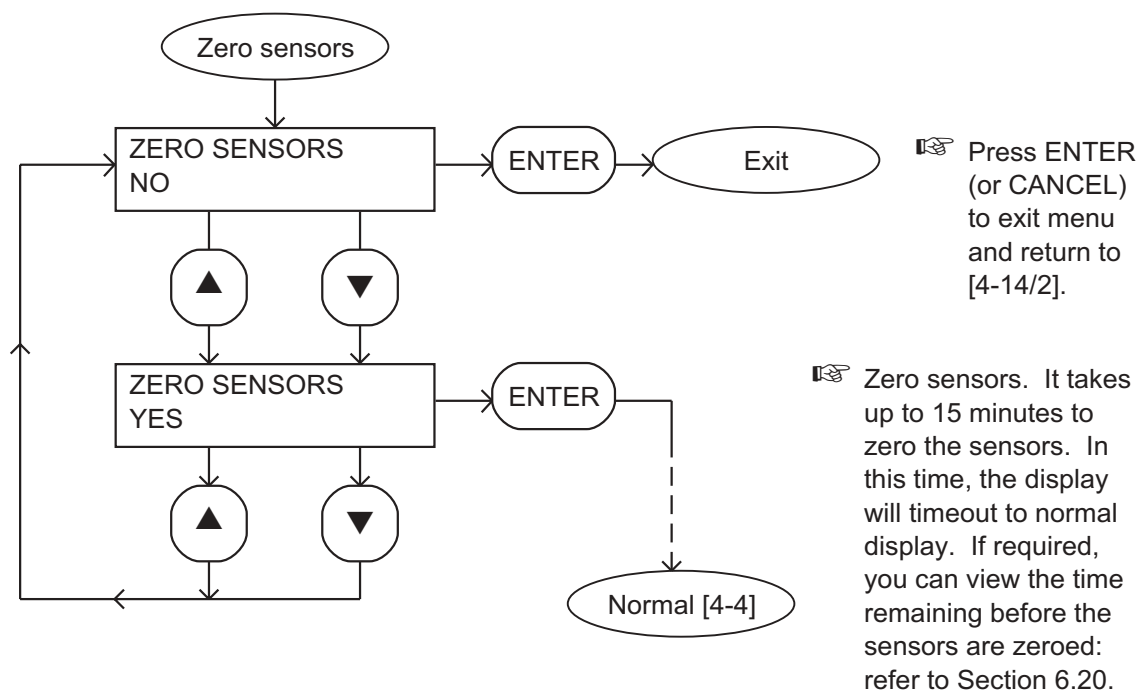 Zero sensors
ZERO SENSORS
NO
ENTER
Exit
☞ Press ENTER
(or CANCEL)
to exit menu
and return to
[4-14/2].
▲
▼
ZERO SENSORS
YES
ENTER
☞ Zero sensors. It takes
up to 15 minutes to
zero the sensors. In
this time, the display
will timeout to normal
display. If required,
you can view the time
remaining before the
sensors are zeroed:
refer to Section 6.20.
▲
▼
Normal [4-4]